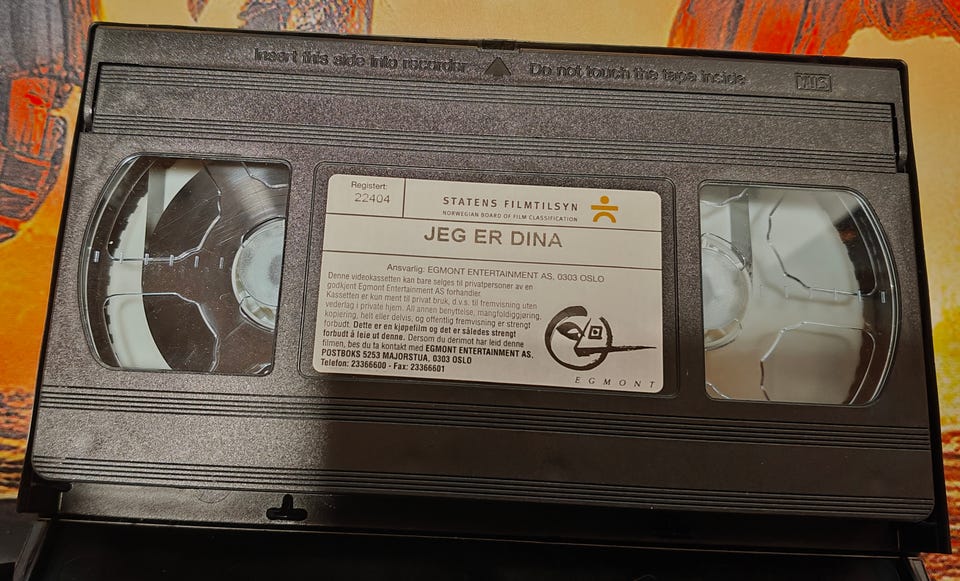 Insert this side into recorder Do not touch the tape inside VHS
Registert:
22404
STATENS FILMTILSYN
NORWEGIAN BOARD OF FILM CLASSIFICATION
JEG ER DINA
Ansvarlig: EGMONT ENTERTAINMENT AS, 0303 OSLO
Denne videokassetten kan bare selges til privatpersoner av en
godkjent Egmont Entertainment AS forhandler.
Kassetten er kun ment til privat bruk, d.v.s. til fremvisning uten
vederlag i private hjem. All annen benyttelse, mangfoldiggjøring,
kopiering, helt eller delvis, og offentlig fremvisning er strengt
forbudt. Dette er en kjøpefilm og det er således strengt
forbudt å leie ut denne. Dersom du derimot har leid denne
filmen, bes du ta kontakt med EGMONT ENTERTAINMENT AS.
POSTBOKS 5253 MAJORSTUA, 0303 OSLO
Telefon: 23366600 - Fax: 23366601
EGMONT